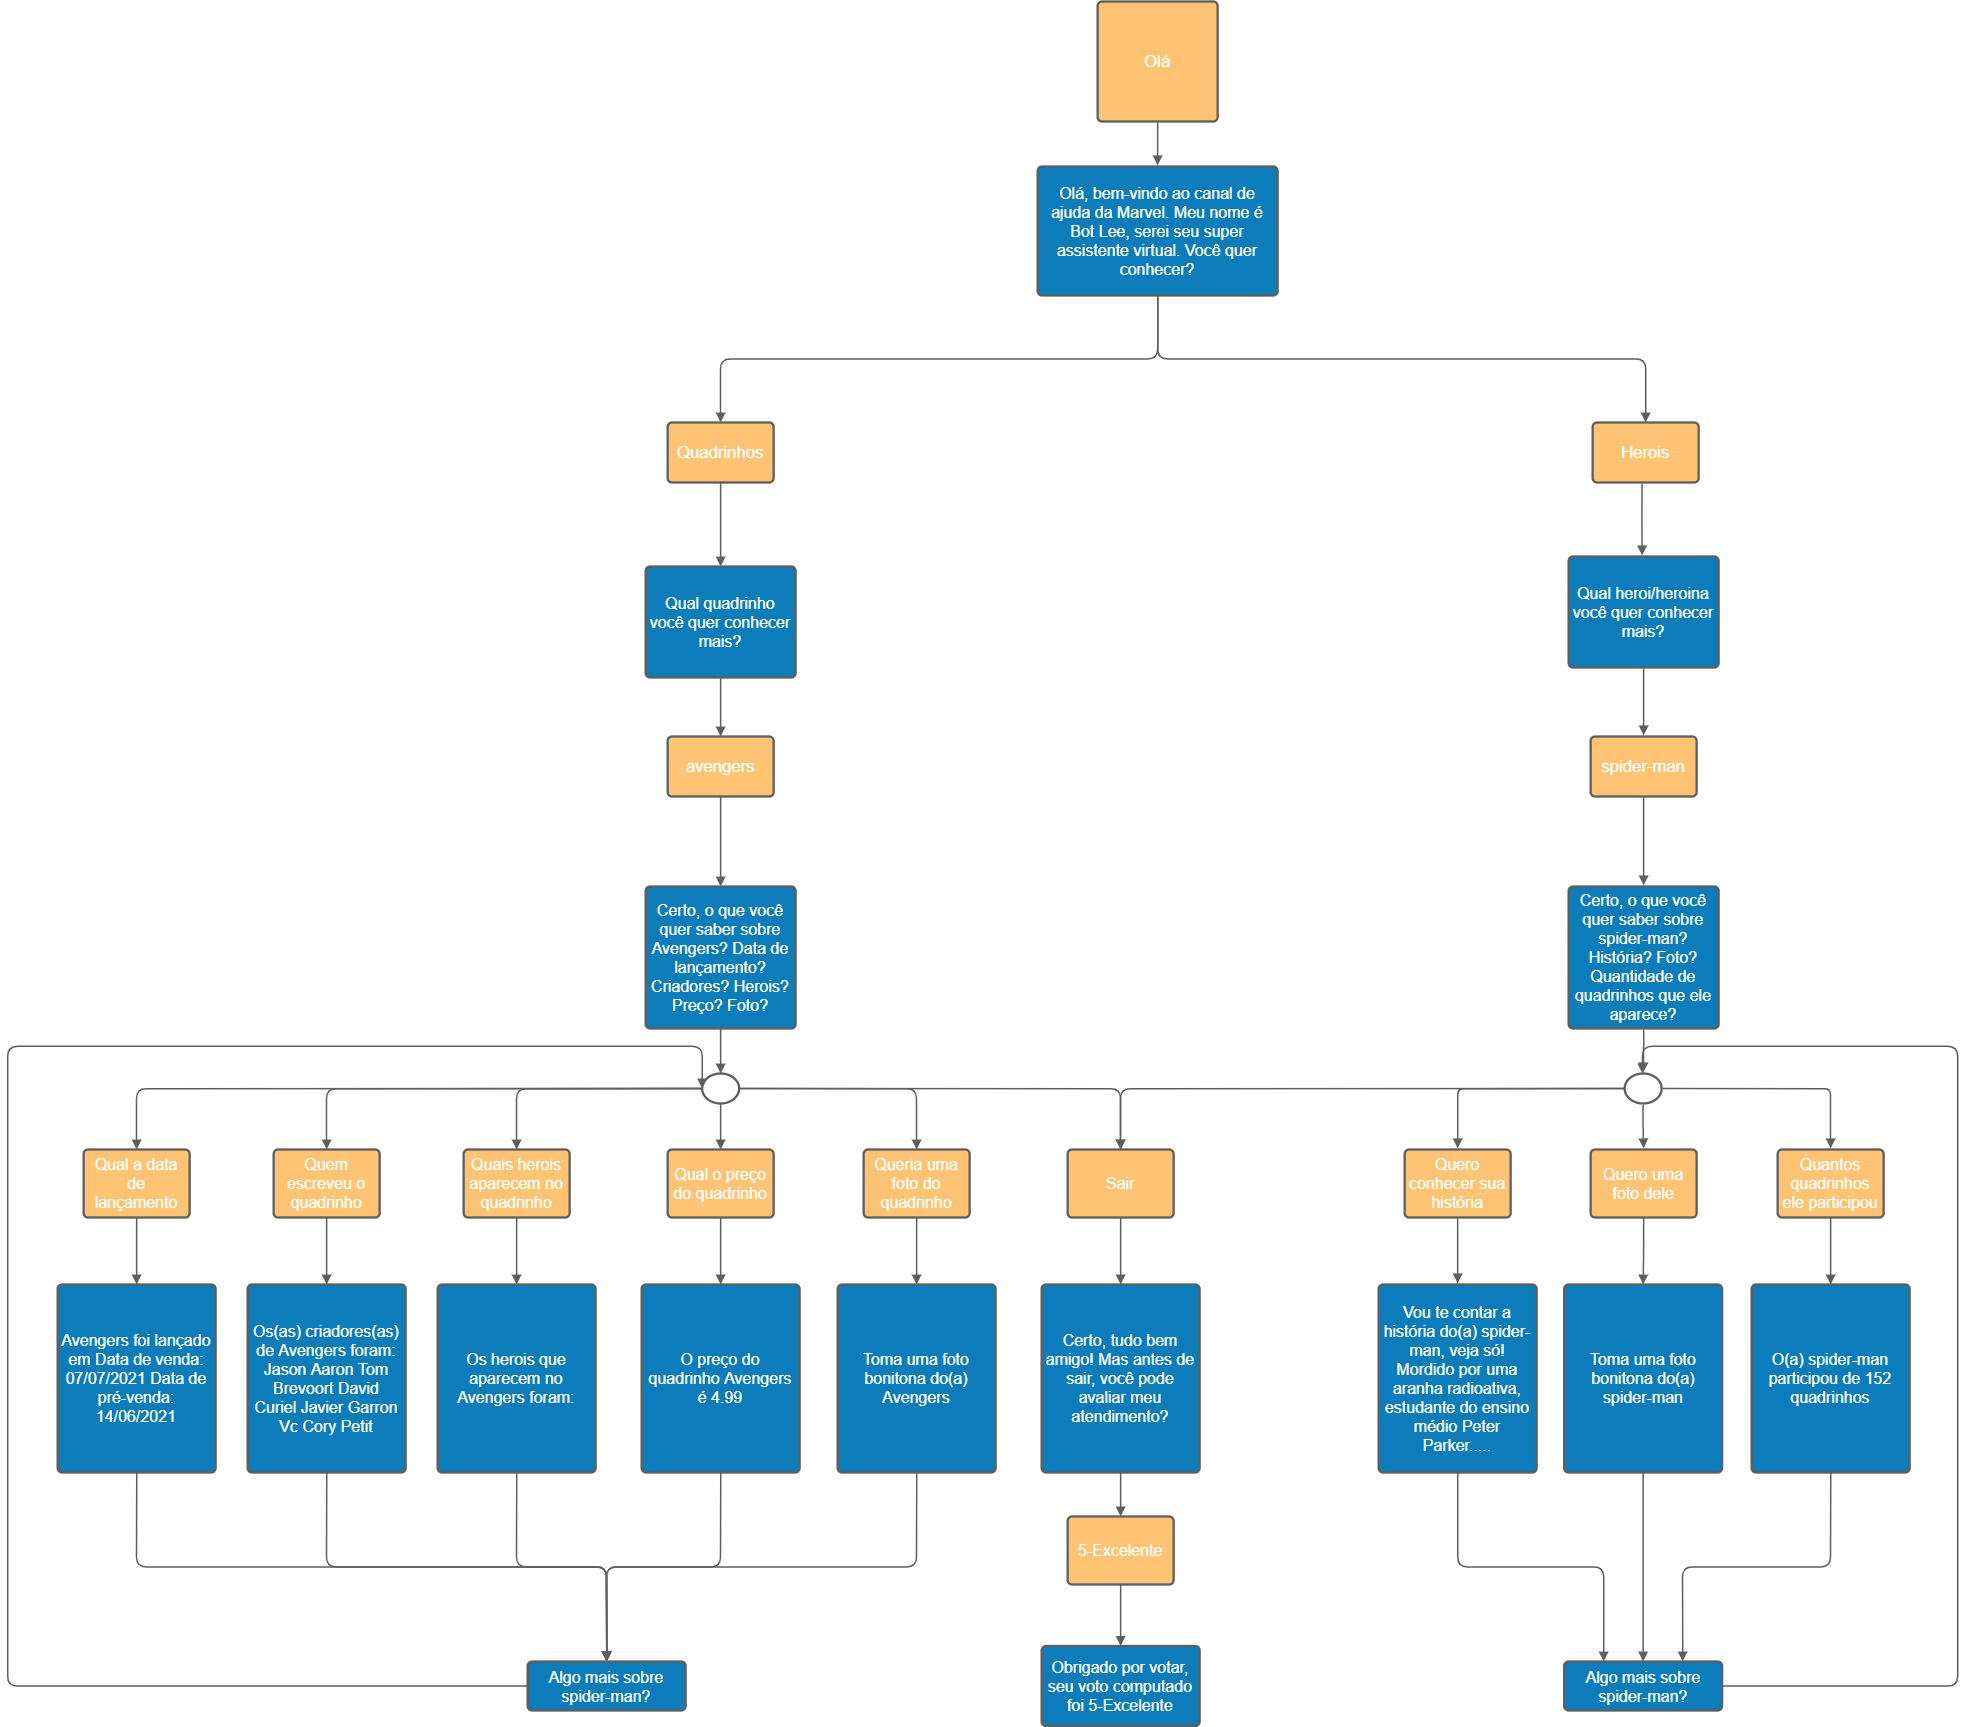 Olá
Olá, bem-vindo ao canal de
ajuda da Marvel. Meu nome é
Bot Lee, serei seu super
assistente virtual. Você quer
conhecer?
Quadrinhos
Herois
Qual quadrinho
você quer conhecer
mais?
Qual heroi/heroina
você quer conhecer
mais?
avengers
spider-man
Certo, o que você
quer saber sobre
Avengers? Data de
lançamento?
Criadores? Herois?
Preço? Foto?
Certo, o que você
quer saber sobre
spider-man?
História? Foto?
Quantidade de
quadrinhos que ele
aparece?
Qual a data
de
lançamento
Quem
escreveu o
quadrinho
Quais herois
aparecem no
quadrinho
Qual o preço
do quadrinho
Queria uma
foto do
quadrinho
Sair
Quero
conhecer sua
história
Quero uma
foto dele
Quantos
quadrinhos
ele participou
Avengers foi lançado
em Data de venda:
07/07/2021 Data de
pré-venda:
14/06/2021
Os(as) criadores(as)
de Avengers foram:
Jason Aaron Tom
Brevoort David
Curiel Javier Garron
Vc Cory Petit
Os herois que
aparecem no
Avengers foram:
O preço do
quadrinho Avengers
é 4.99
Toma uma foto
bonitona do(a)
Avengers
Certo, tudo bem
amigo! Mas antes de
sair, você pode
avaliar meu
atendimento?
Vou te contar a
história do(a) spider-
man, veja só!
Mordido por uma
aranha radioativa,
estudante do ensino
médio Peter
Parker.....
Toma uma foto
bonitona do(a)
spider-man
O(a) spider-man
participou de 152
quadrinhos
5-Excelente
Algo mais sobre
spider-man?
Obrigado por votar,
seu voto computado
foi 5-Excelente
Algo mais sobre
spider-man?